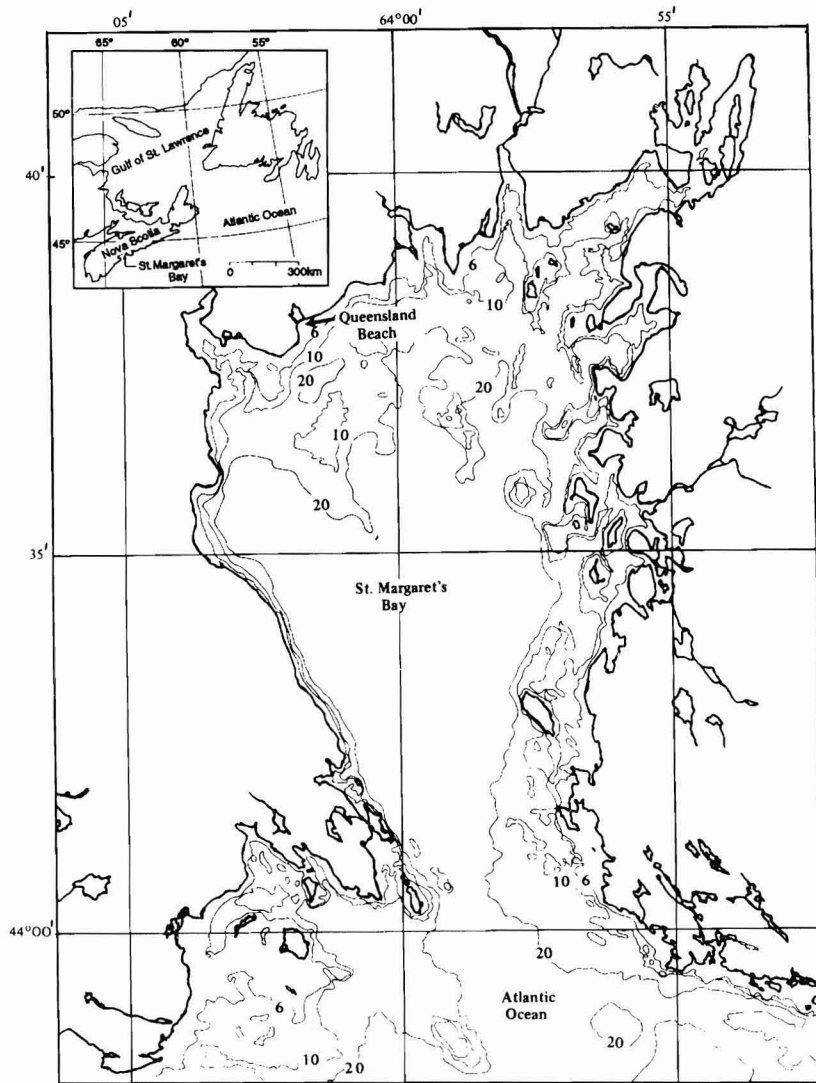 05'
64°00'
55'
65°
60°
55°
50°
Gulf of St. Lawrence
40'
Atlantic Ocean
45°
Nova Scotia
St. Margaret's
Bay
0 300km
6
10
6
Queensland
Beach
10
20
20
10
20
35'
St. Margaret's
Bay
10 6
44°00'
20
Atlantic
Ocean
6
20
10
20